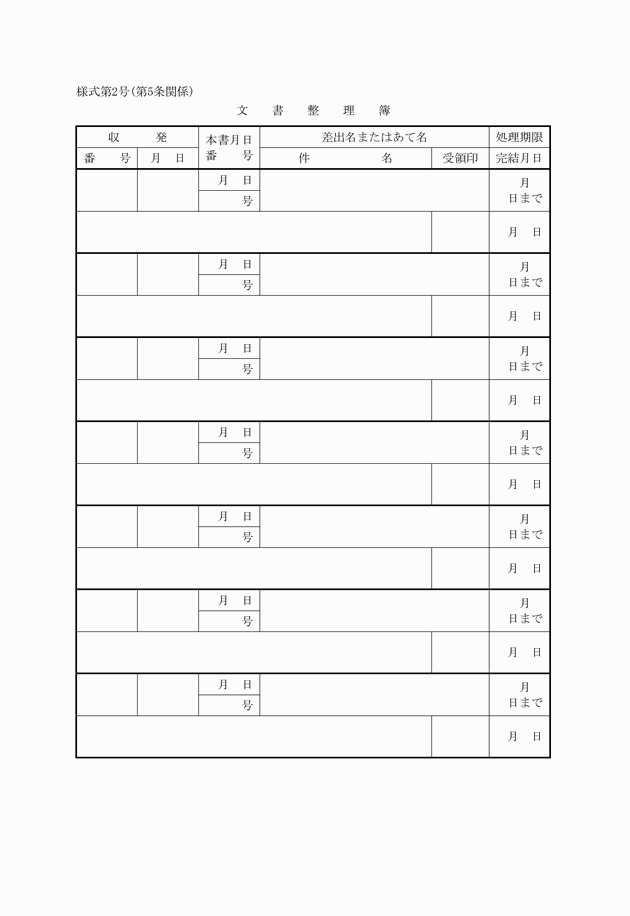 様式第2号(第5条関係)
文 書 整 理 簿
収 発 本書月日 差出名またはあて名 処理期限
番 号 月 日 番 号 件 名 受領印 完結月日
月 日 月
号 日まで
月 日
月 日 月
号 日まで
月 日
月 日 月
号 日まで
月 日
月 日 月
号 日まで
月 日
月 日 月
号 日まで
月 日
月 日 月
号 日まで
月 日
月 日 月
号 日まで
月 日